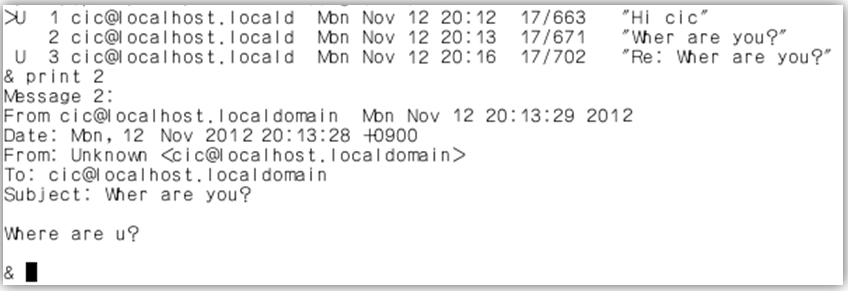 >U 1 cic@localhost.locald Mon Nov 12 20:12 17/663 "Hi cic"
2 cic@localhost.locald Mon Nov 12 20:13 17/671 "Wher are you?"
U 3 cic@localhost.locald Mon Nov 12 20:16 17/702 "Re: Wher are you?"
& print 2
Message 2:
From cic@localhost.localdomain Mon Nov 12 20:13:29 2012
Date: Mon, 12 Nov 2012 20:13:28 +0900
From: Unknown <cic@localhost.localdomain>
To: cic@localhost.localdomain
Subject: Wher are you?
Where are u?
&